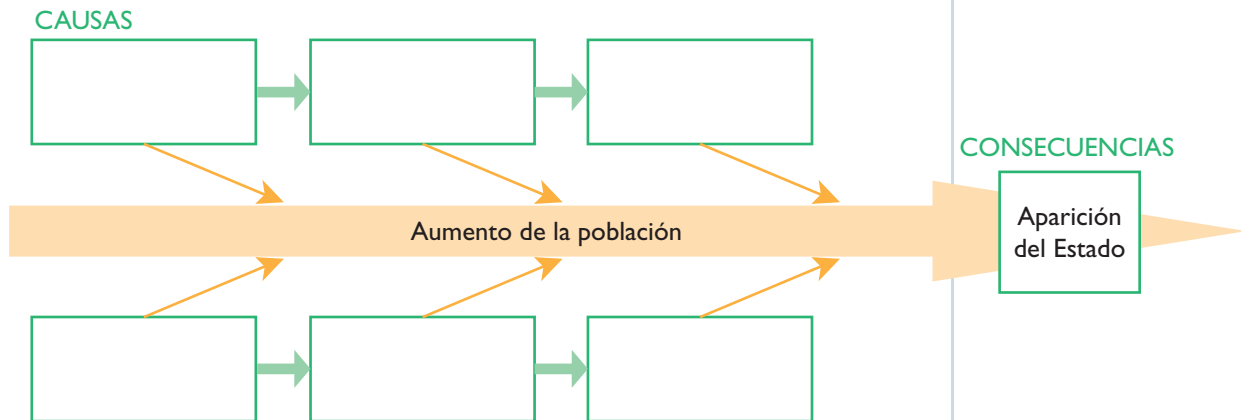 CAUSAS
CONSECUENCIAS
Aumento de la población
Aparición
del Estado